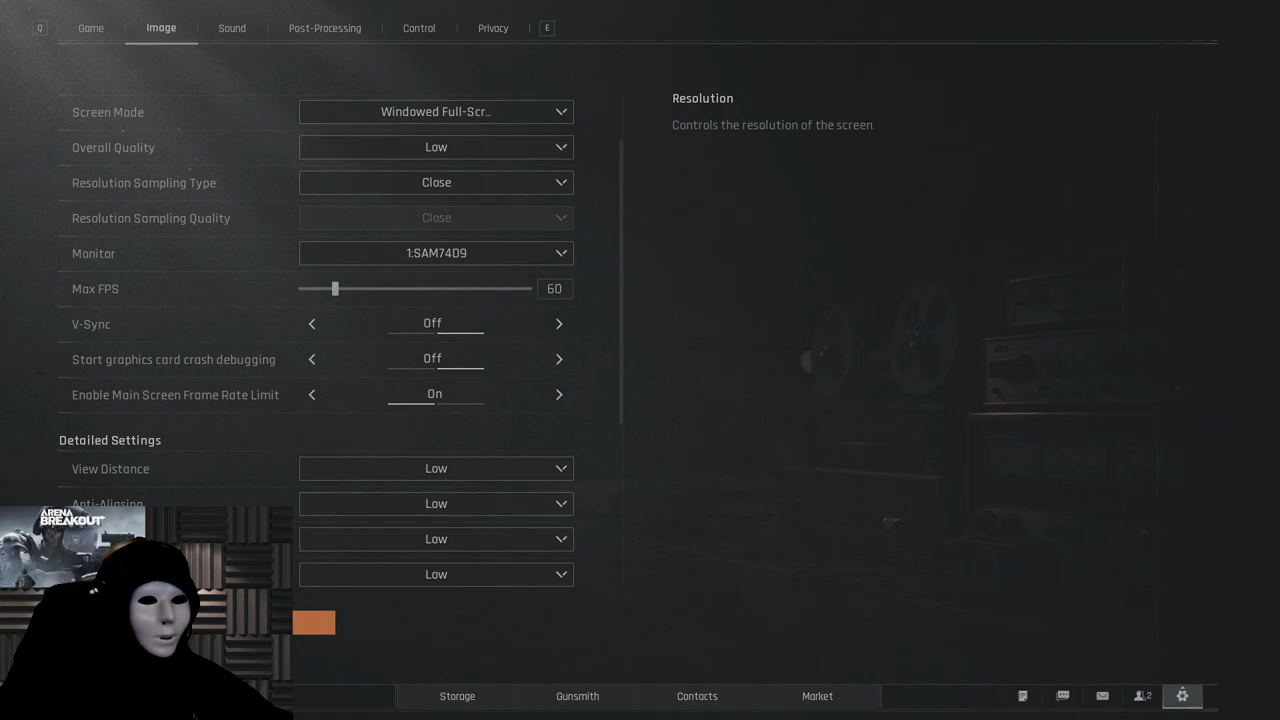 Q
Game
Image
Sound
Post-Processing
Control
Privacy
E
Screen Mode
Windowed Full-Scr...
Overall Quality
Low
Resolution Sampling Type
Close
Resolution Sampling Quality
Close
Monitor
1.SAM74D9
Max FPS
60
V-Sync
Off
Start graphics card crash debugging
Off
Enable Main Screen Frame Rate Limit
On
Detailed Settings
View Distance
Low
Anti-Aliasing
Low
Low
Low
Resolution
Controls the resolution of the screen.
ARENA
BREAKOUT
Storage
Gunsmith
Contacts
Market
2